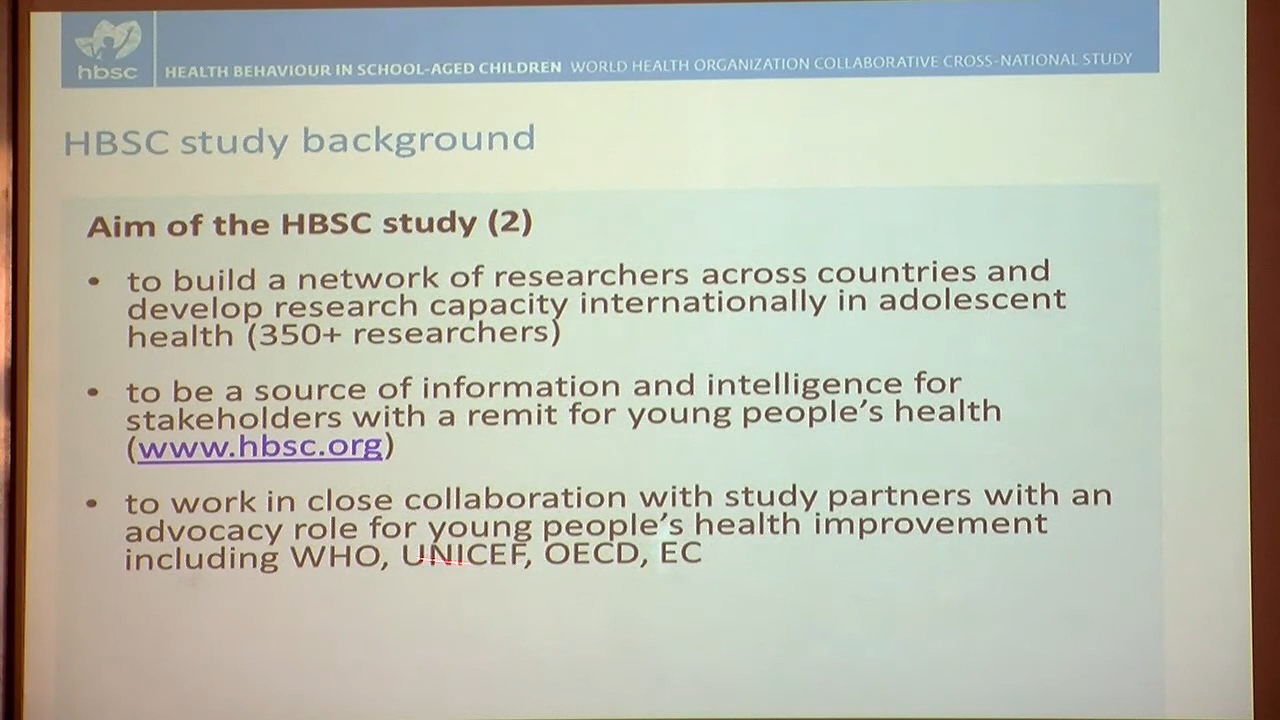 hbsc
HEALTH BEHAVIOUR IN SCHOOL-AGED CHILDREN WORLD HEALTH ORGANIZATION COLLABORATIVE CROSS-NATIONAL STUDY
HBSC study background
Aim of the HBSC study (2)
• to build a network of researchers across countries and
develop research capacity internationally in adolescent
health (350+ researchers)
• to be a source of information and intelligence for
stakeholders with a remit for young people’s health
(www.hbsc.org)
• to work in close collaboration with study partners with an
advocacy role for young people’s health improvement
including WHO, UNICEF, OECD, EC